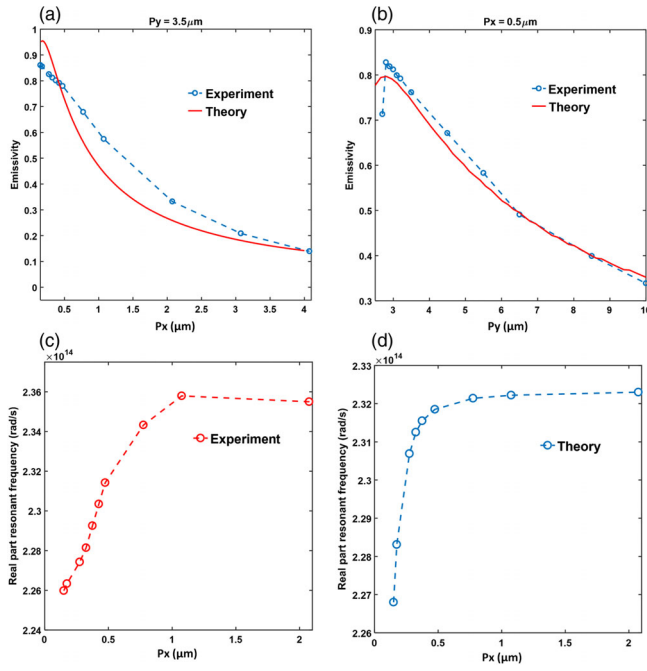 (a)
Py = 3.5μm
Emissivity
1
0.9
0.8
0.7
0.6
0.5
0.4
0.3
0.2
0.1
0
Experiment
Theory
0.5 1 1.5 2 2.5 3 3.5 4
Px (μm)
(b)
Px = 0.5μm
Emissivity
0.9
0.8
0.7
0.6
0.5
0.4
0.3
Experiment
Theory
3 4 5 6 7 8 9 10
Py (μm)
(c)
×10^14
Real part resonant frequency (rad/s)
2.36
2.34
2.32
2.3
2.28
2.26
2.24
Experiment
0 0.5 1 1.5 2
Px (μm)
(d)
×10^14
Real part resonant frequency (rad/s)
2.33
2.32
2.31
2.30
2.29
2.28
2.27
2.26
Theory
0 0.5 1 1.5 2
Px (μm)